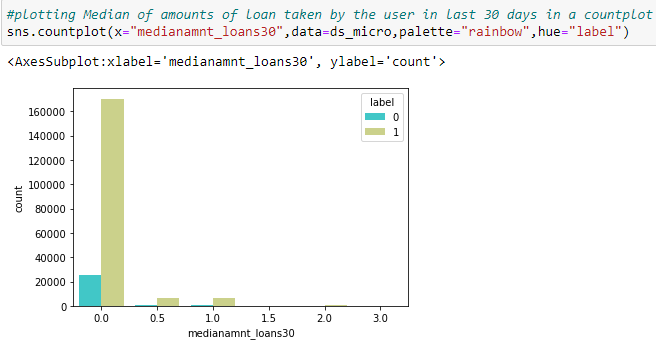 #plotting Median of amounts of Loan taken by the user in last 30 days in a countplot
sns.countplot(x="medianamnt_loans30",data=ds_micro,palette="rainbow",hue="label")
<AxesSubplot:xlabel='medianamnt_loans30', ylabel='count'>
label
0
1
160000
140000
120000
100000
80000
60000
40000
20000
0
count
0.0 0.5 1.0 1.5 2.0 3.0
medianamnt_loans30